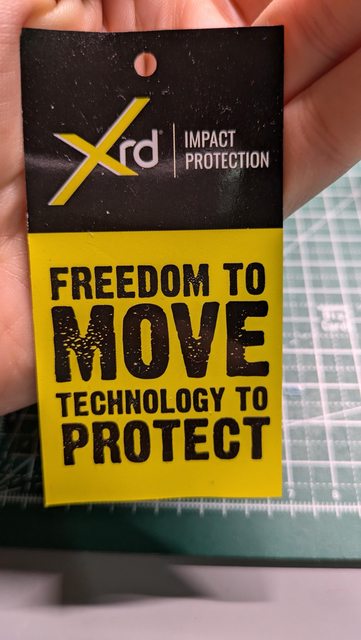 Xrd® IMPACT
PROTECTION
FREEDOM TO
MOVE
TECHNOLOGY TO
PROTECT